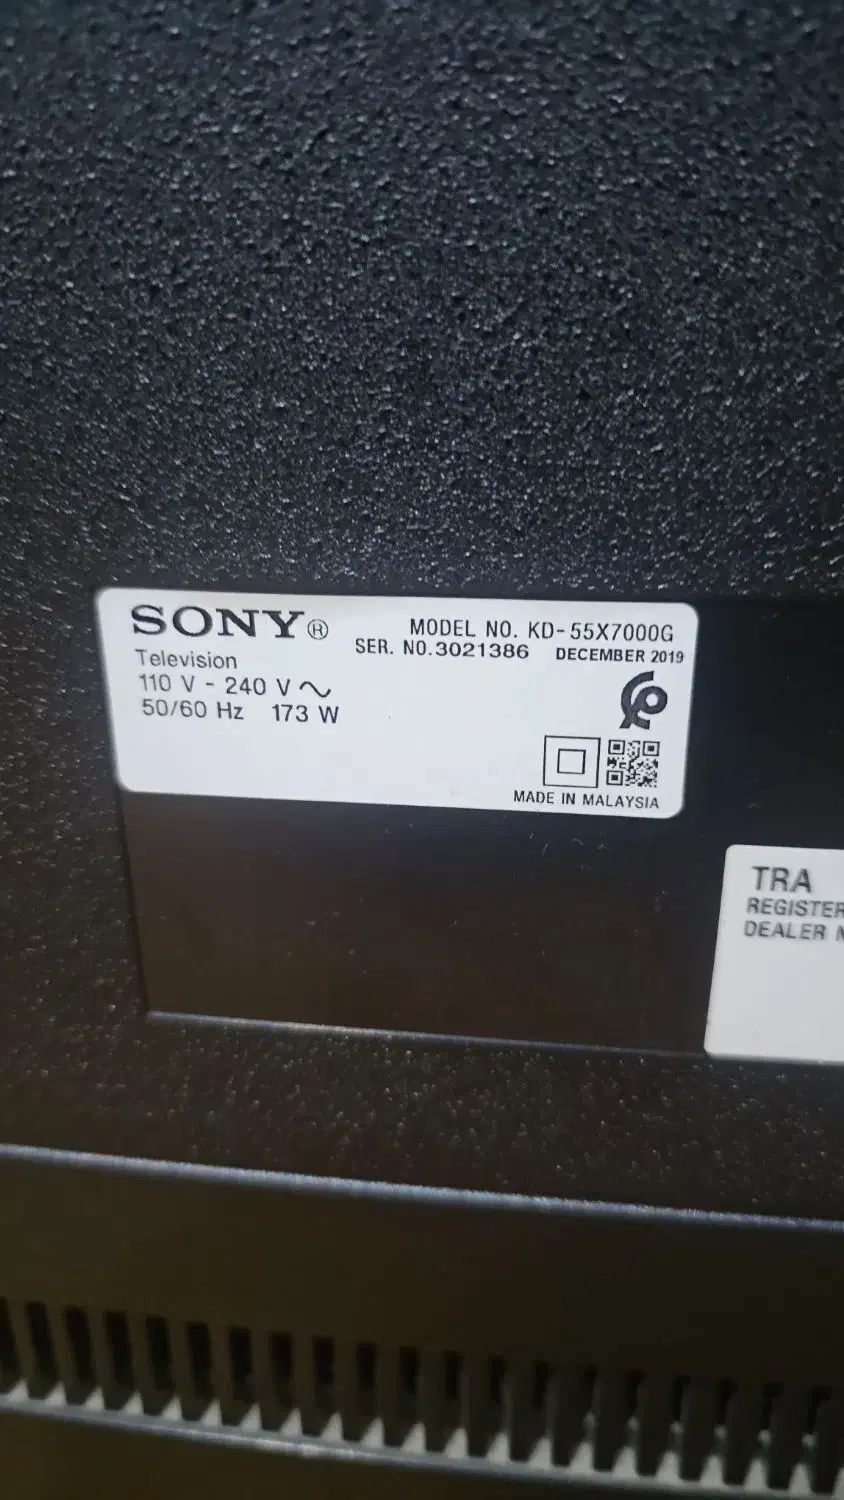 SONY®
MODEL NO. KD-55X7000G
SER. NO.3021386 DECEMBER 2019
Television
110 V - 240 V ~
50/60 Hz 173 W
MADE IN MALAYSIA
TRA
REGISTER
DEALER